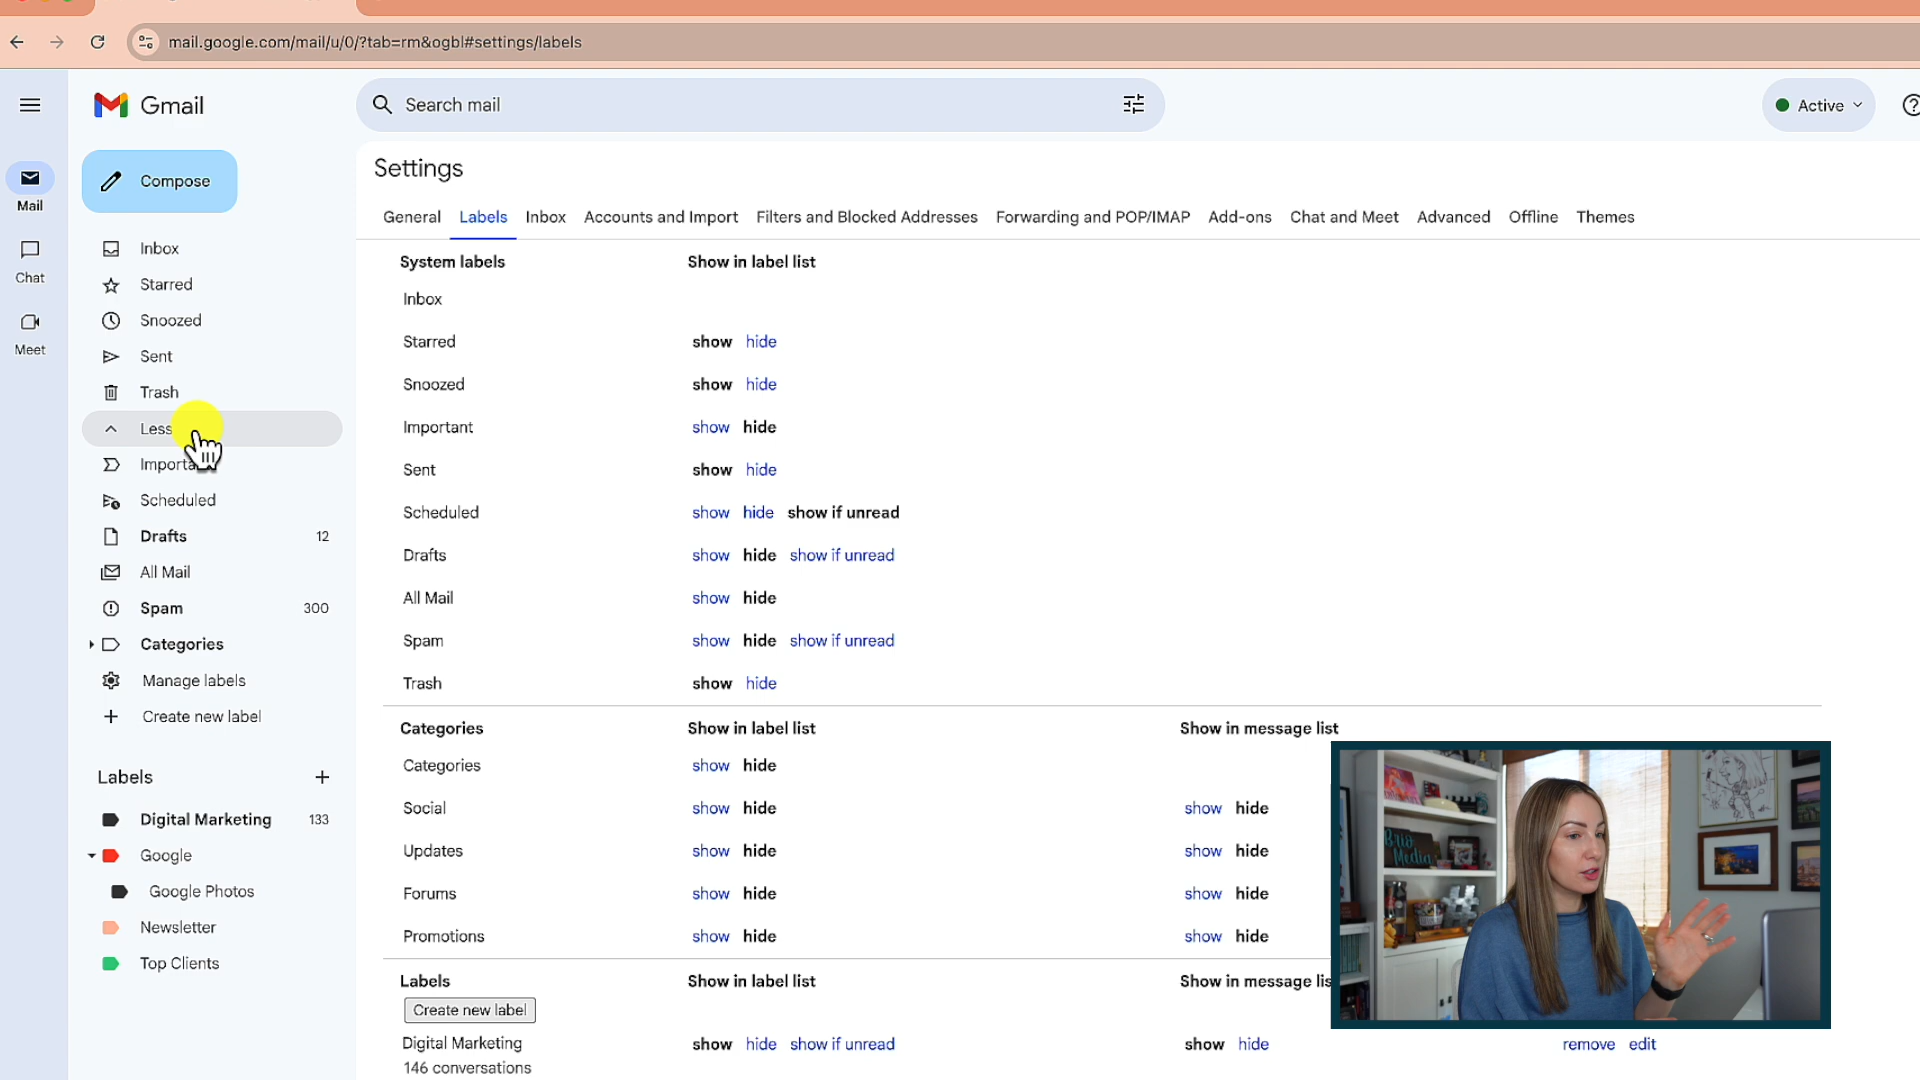 mail.google.com/mail/u/0/?tab=rm&ogbl#settings/labels
Gmail
Search mail
Active
Compose
Mail
Chat
Meet
Inbox
Starred
Snoozed
Sent
Trash
Less
Important
Scheduled
Drafts 12
All Mail
Spam 300
Categories
Manage labels
Create new label
Labels
Digital Marketing 133
Google
Google Photos
Newsletter
Top Clients
Settings
General Labels Inbox Accounts and Import Filters and Blocked Addresses Forwarding and POP/IMAP Add-ons Chat and Meet Advanced Offline Themes
System labels Show in label list
Inbox
Starred show hide
Snoozed show hide
Important show hide
Sent show hide
Scheduled show hide show if unread
Drafts show hide show if unread
All Mail show hide
Spam show hide show if unread
Trash show hide
Categories Show in label list Show in message list
Categories show hide
Social show hide show hide
Updates show hide show hide
Forums show hide show hide
Promotions show hide show hide
Labels Show in label list Show in message lis
Create new label
Digital Marketing show hide show if unread show hide remove edit
146 conversations
Brio
Media